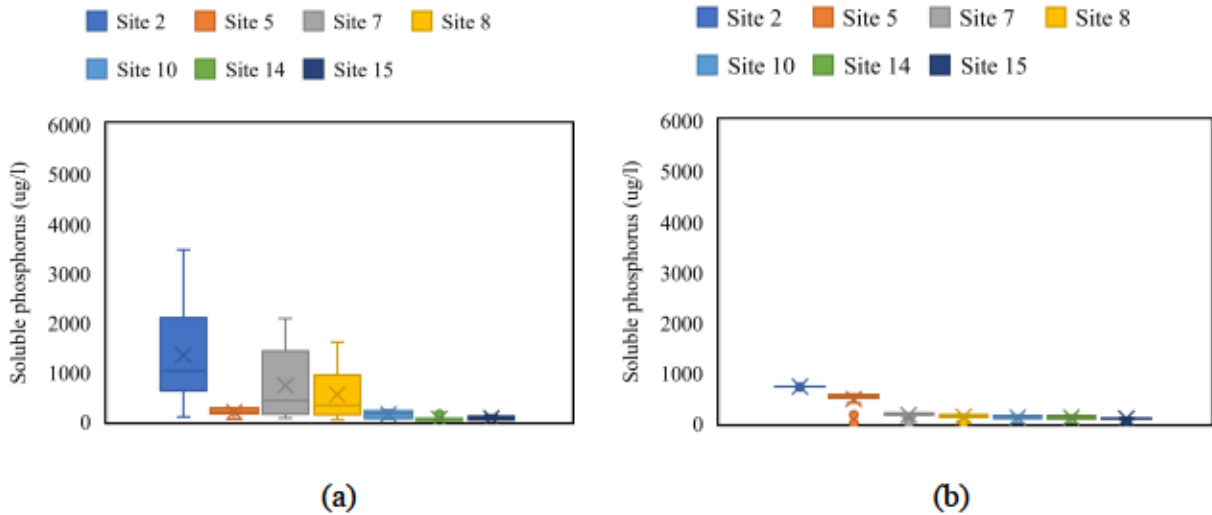 Site 2 Site 5 Site 7 Site 8
Site 10 Site 14 Site 15
Soluble phosphorus (ug/l)
6000
5000
4000
3000
2000
1000
0
(a)
Site 2 Site 5 Site 7 Site 8
Site 10 Site 14 Site 15
Soluble phosphorus (ug/l)
6000
5000
4000
3000
2000
1000
0
(b)